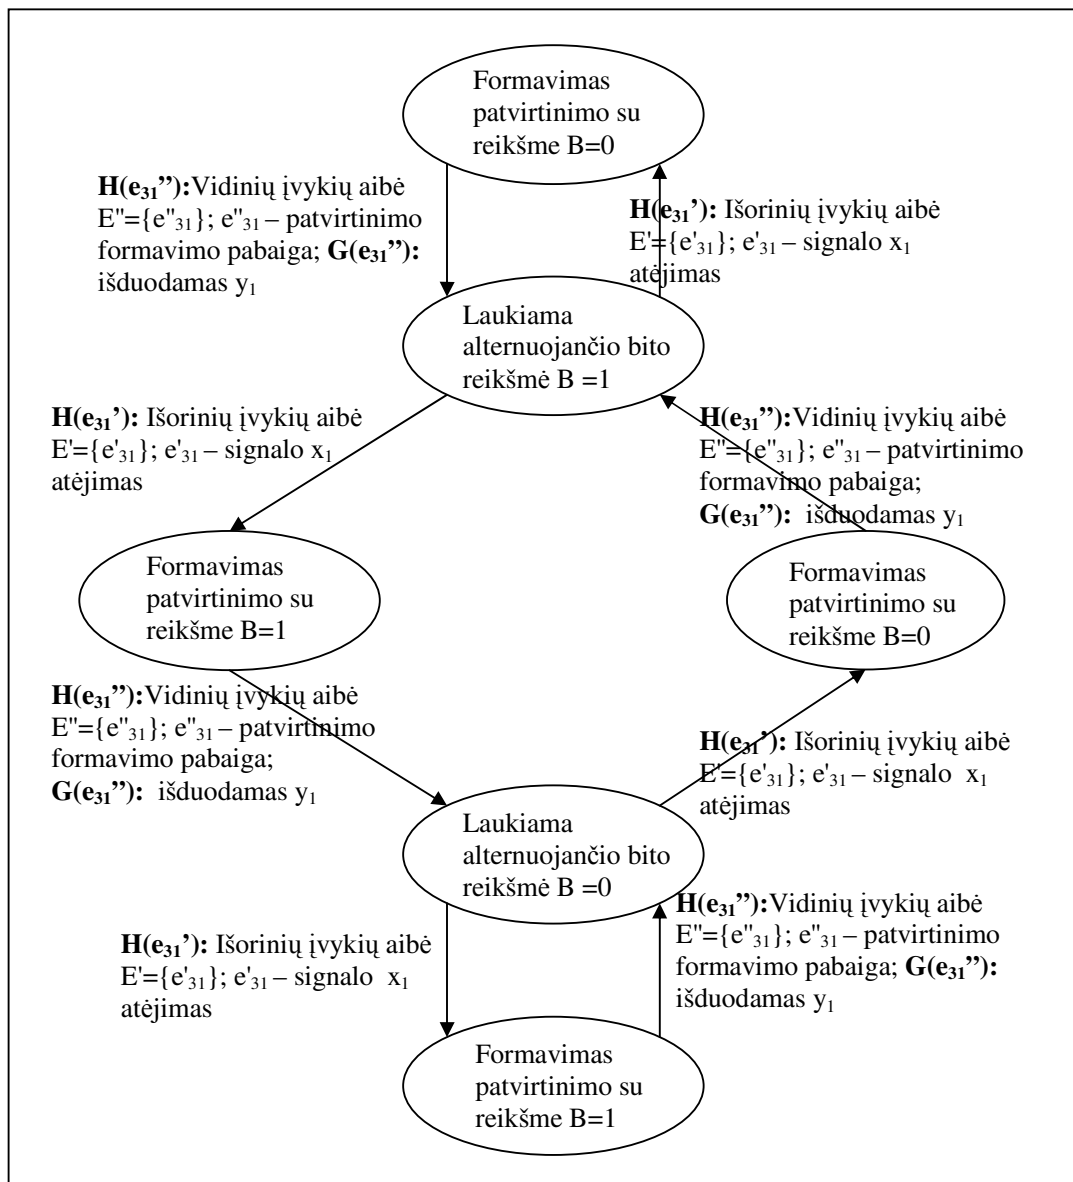 Formavimas
patvirtinimo su
reikšme B=0
H(e₃₁”):Vidinių įvykių aibė
E"={e"₃₁}; e"₃₁ – patvirtinimo
formavimo pabaiga; G(e₃₁”):
išduodamas y₁
H(e₃₁’): Išorinių įvykių aibė
E'={e'₃₁}; e'₃₁ – signalo x₁
atėjimas
Laukiama
alternuojančio bito
reikšmė B =1
H(e₃₁’): Išorinių įvykių aibė
E'={e'₃₁}; e'₃₁ – signalo x₁
atėjimas
H(e₃₁”):Vidinių įvykių aibė
E"={e"₃₁}; e"₃₁ – patvirtinimo
formavimo pabaiga;
G(e₃₁”): išduodamas y₁
Formavimas
patvirtinimo su
reikšme B=1
Formavimas
patvirtinimo su
reikšme B=0
H(e₃₁”):Vidinių įvykių aibė
E"={e"₃₁}; e"₃₁ – patvirtinimo
formavimo pabaiga;
G(e₃₁”): išduodamas y₁
H(e₃₁’): Išorinių įvykių aibė
E'={e'₃₁}; e'₃₁ – signalo x₁
atėjimas
Laukiama
alternuojančio bito
reikšmė B =0
H(e₃₁’): Išorinių įvykių aibė
E'={e'₃₁}; e'₃₁ – signalo x₁
atėjimas
H(e₃₁”):Vidinių įvykių aibė
E"={e"₃₁}; e"₃₁ – patvirtinimo
formavimo pabaiga; G(e₃₁”):
išduodamas y₁
Formavimas
patvirtinimo su
reikšme B=1